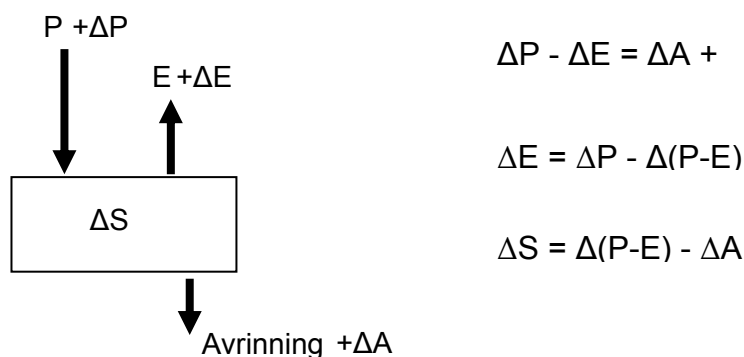 P +ΔP
E +ΔE
ΔS
Avrinning +ΔA
ΔP - ΔE = ΔA +
ΔE = ΔP - Δ(P-E)
ΔS = Δ(P-E) - ΔA